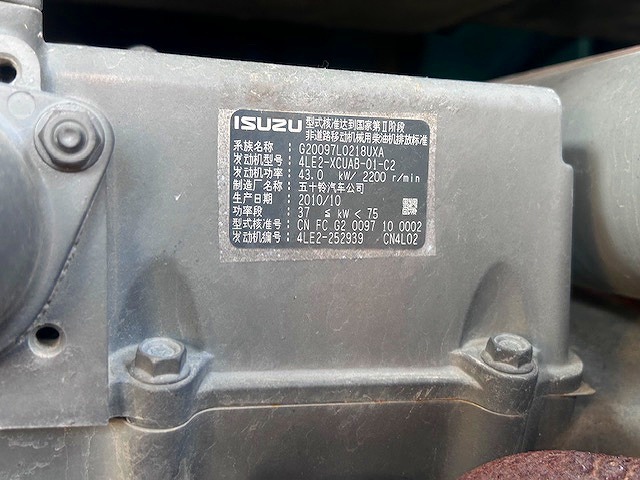 ISUZU 型式核准达到国家第Ⅱ阶段
非道路移动机械用柴油机排放标准
系族名称 : G20097L0218UXA
发动机型号 : 4LE2-XCUAB-01-C2
发动机功率 : 43.0 kW/ 2200 r/min
制造厂名称 : 五十铃汽车公司
生产日期 : 2010/10
功率段 : 37 ≦ kW < 75
型式核准号 : CN FC G2 0097 10 0002
发动机编号 : 4LE2-252939 CN4L02